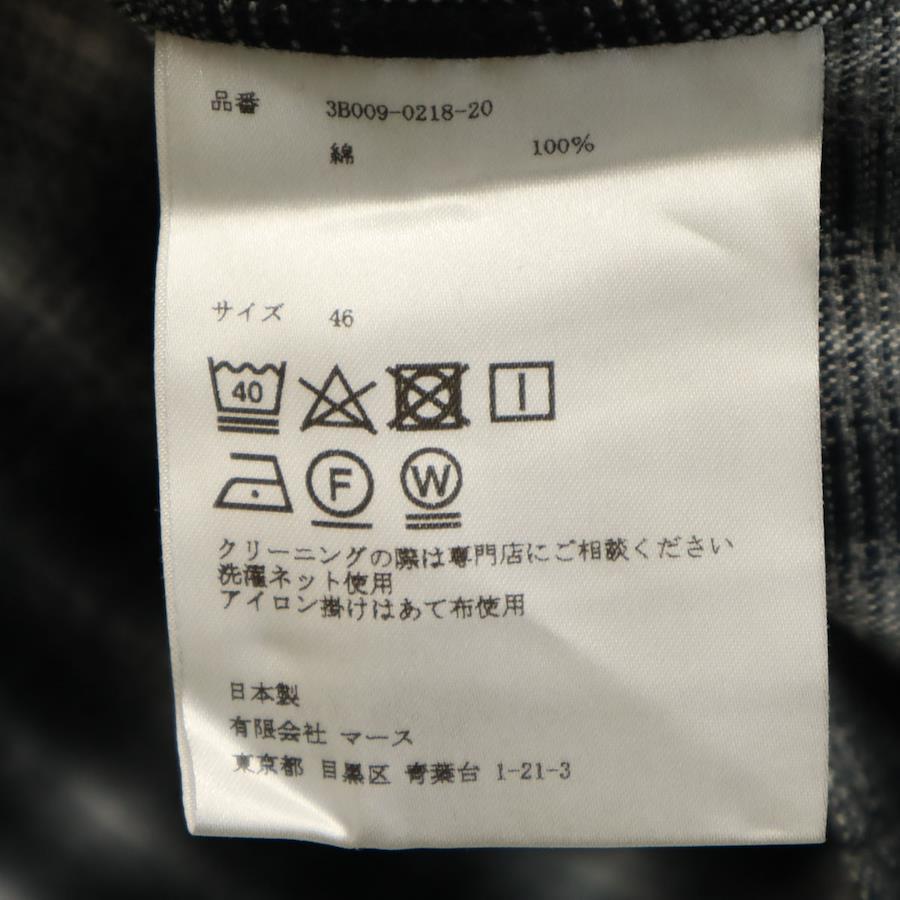 品番 3B009-0218-20
綿 100%
サイズ 46
40
F W
クリーニングの際は専門店にご相談ください
洗濯ネット使用
アイロン掛けはあて布使用
日本製
有限会社 マース
東京都 目黒区 青葉台 1-21-3